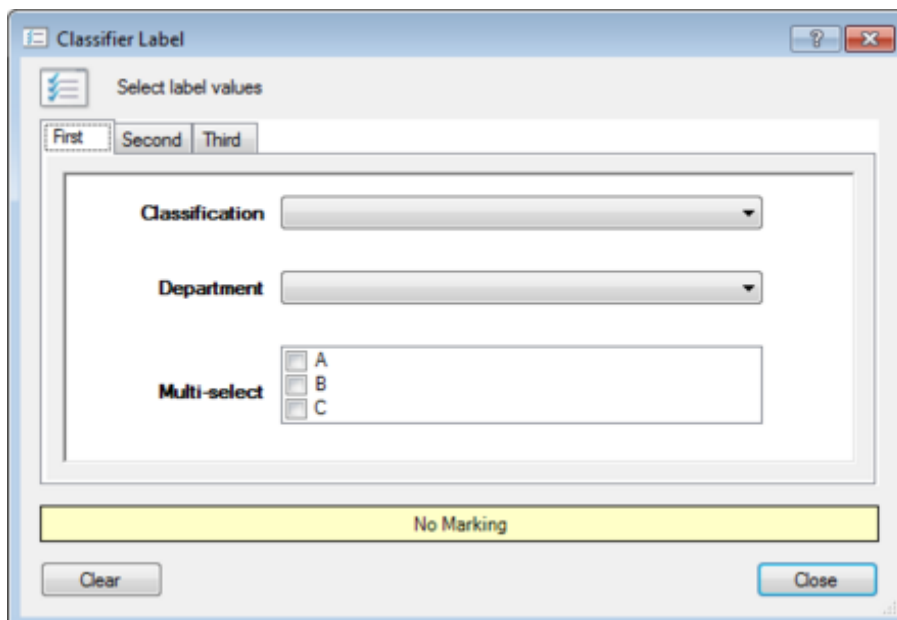 Classifier Label
Select label values
First Second Third
Classification
Department
Multi-select
A
B
C
No Marking
Clear Close